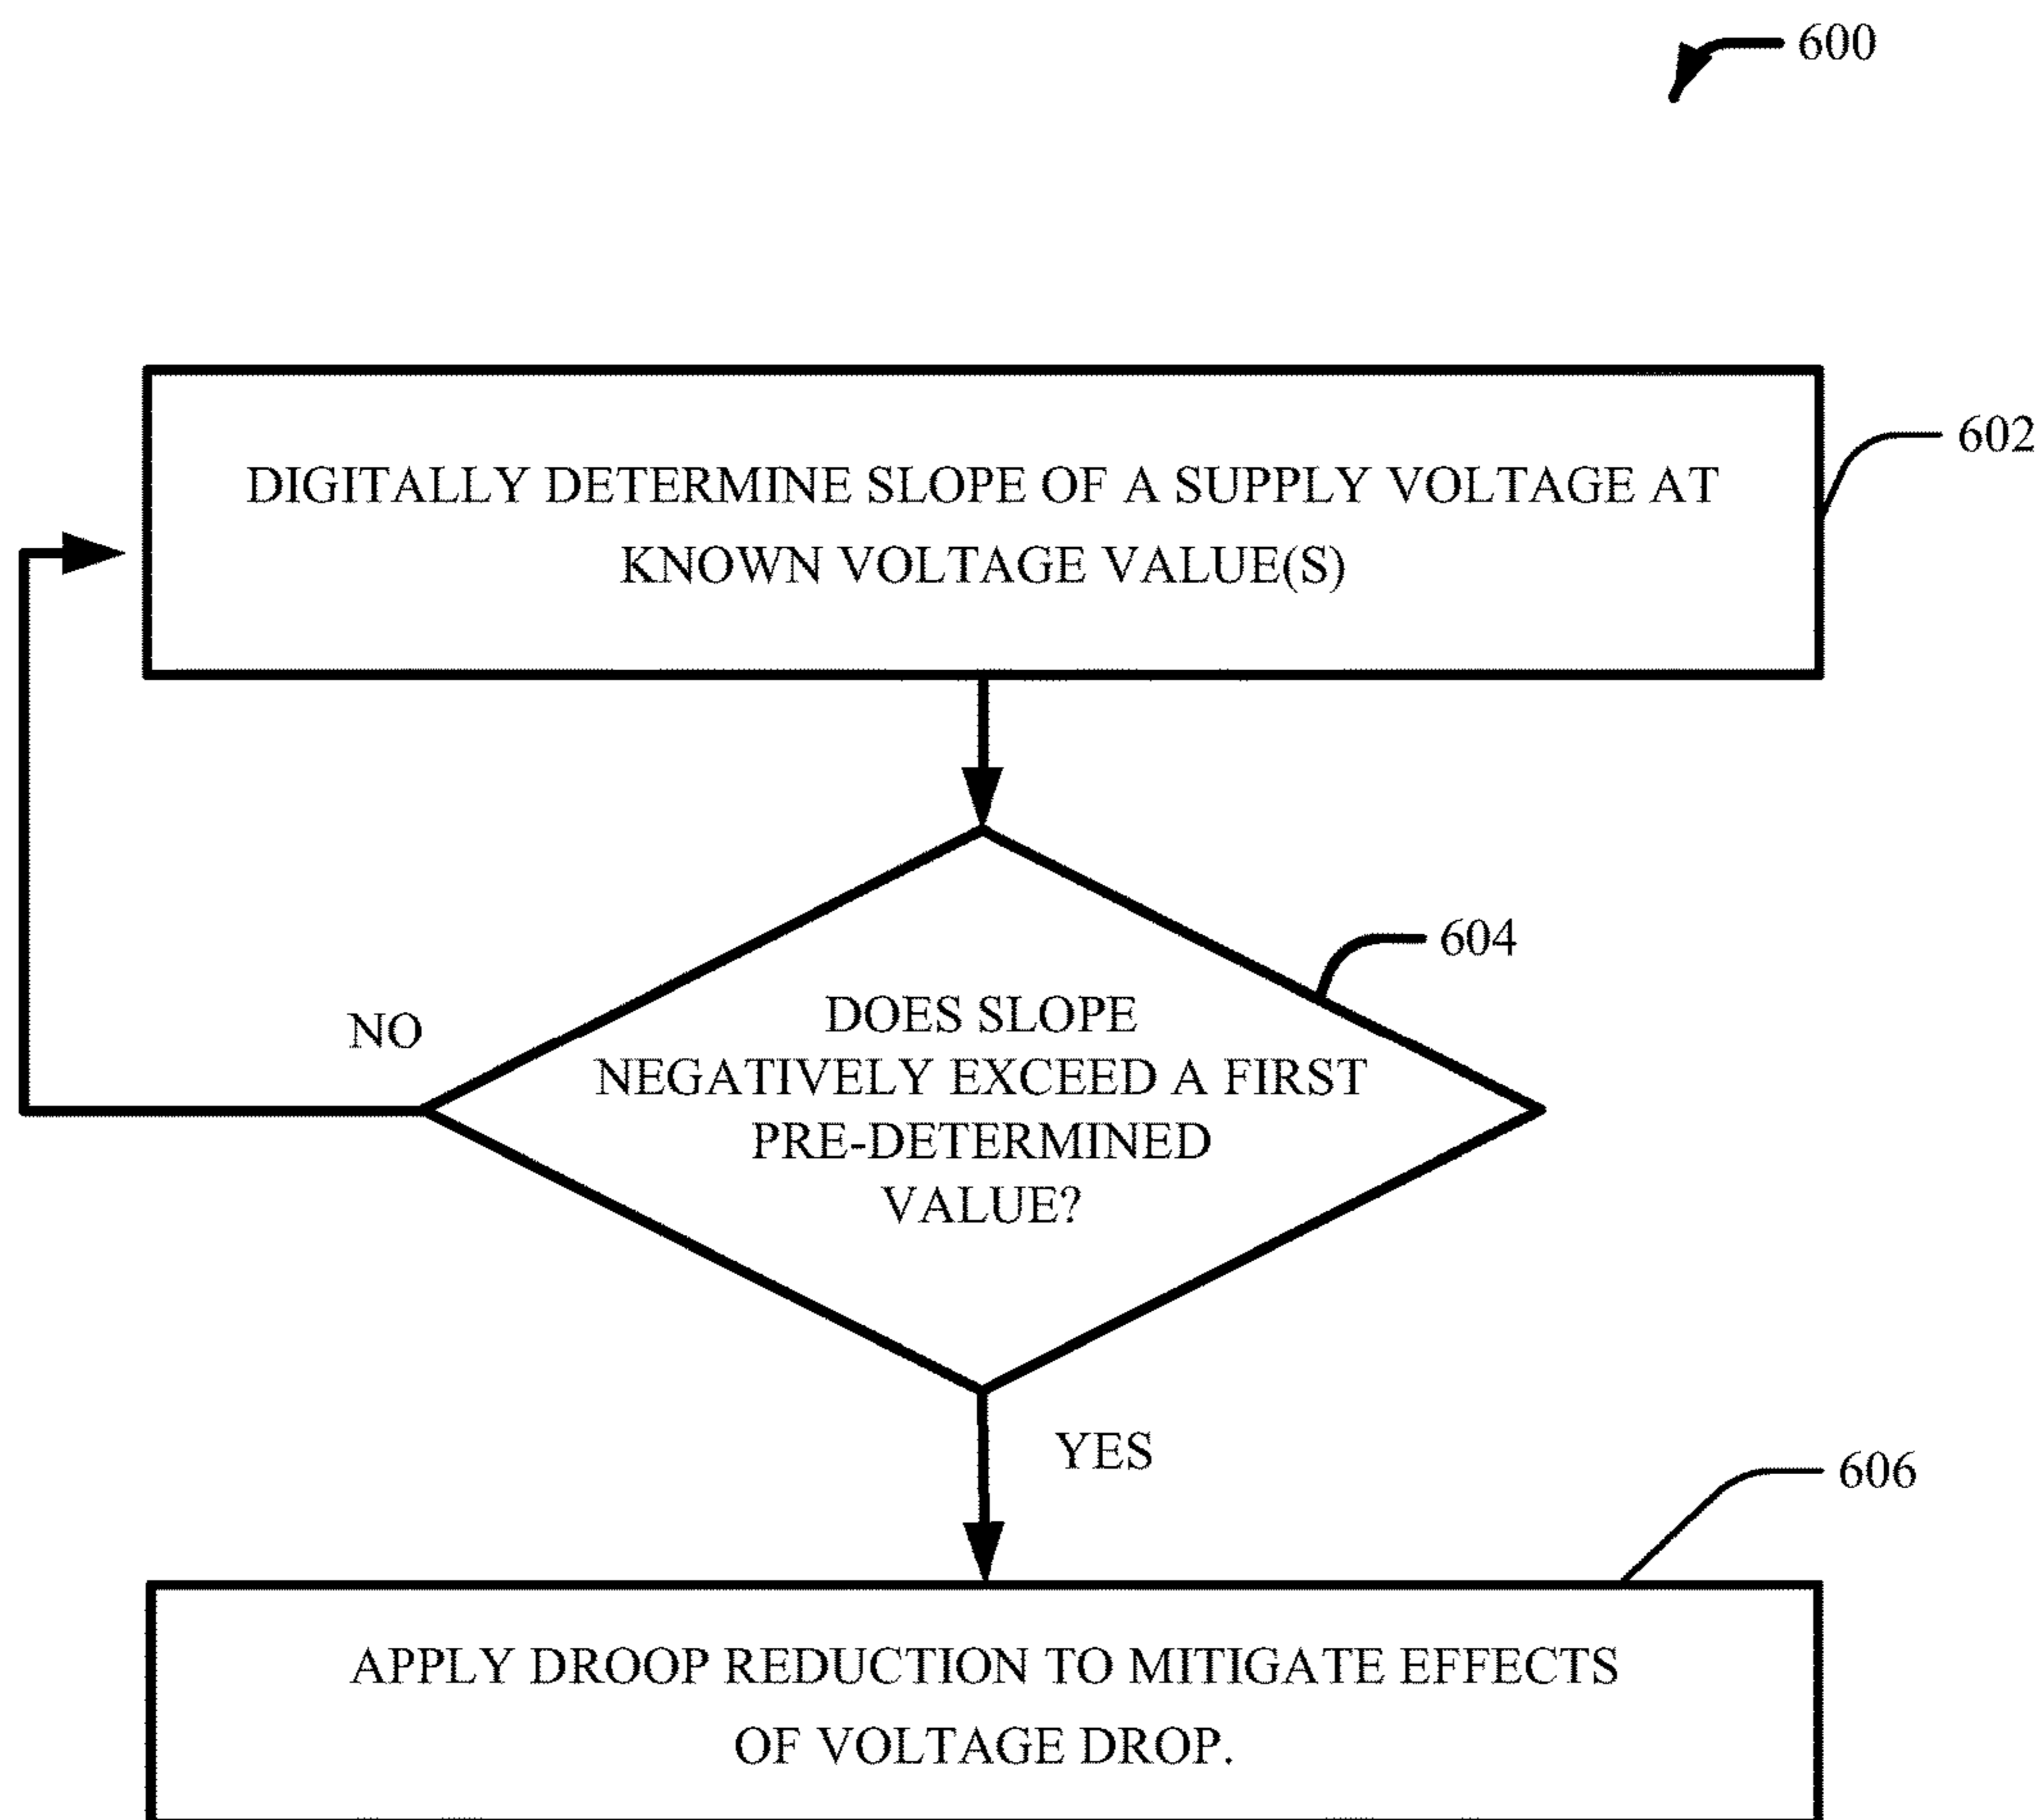 600
602
DIGITALLY DETERMINE SLOPE OF A SUPPLY VOLTAGE AT
KNOWN VOLTAGE VALUE(S)
604
NO
DOES SLOPE
NEGATIVELY EXCEED A FIRST
PRE-DETERMINED
VALUE?
YES
606
APPLY DROOP REDUCTION TO MITIGATE EFFECTS
OF VOLTAGE DROP.